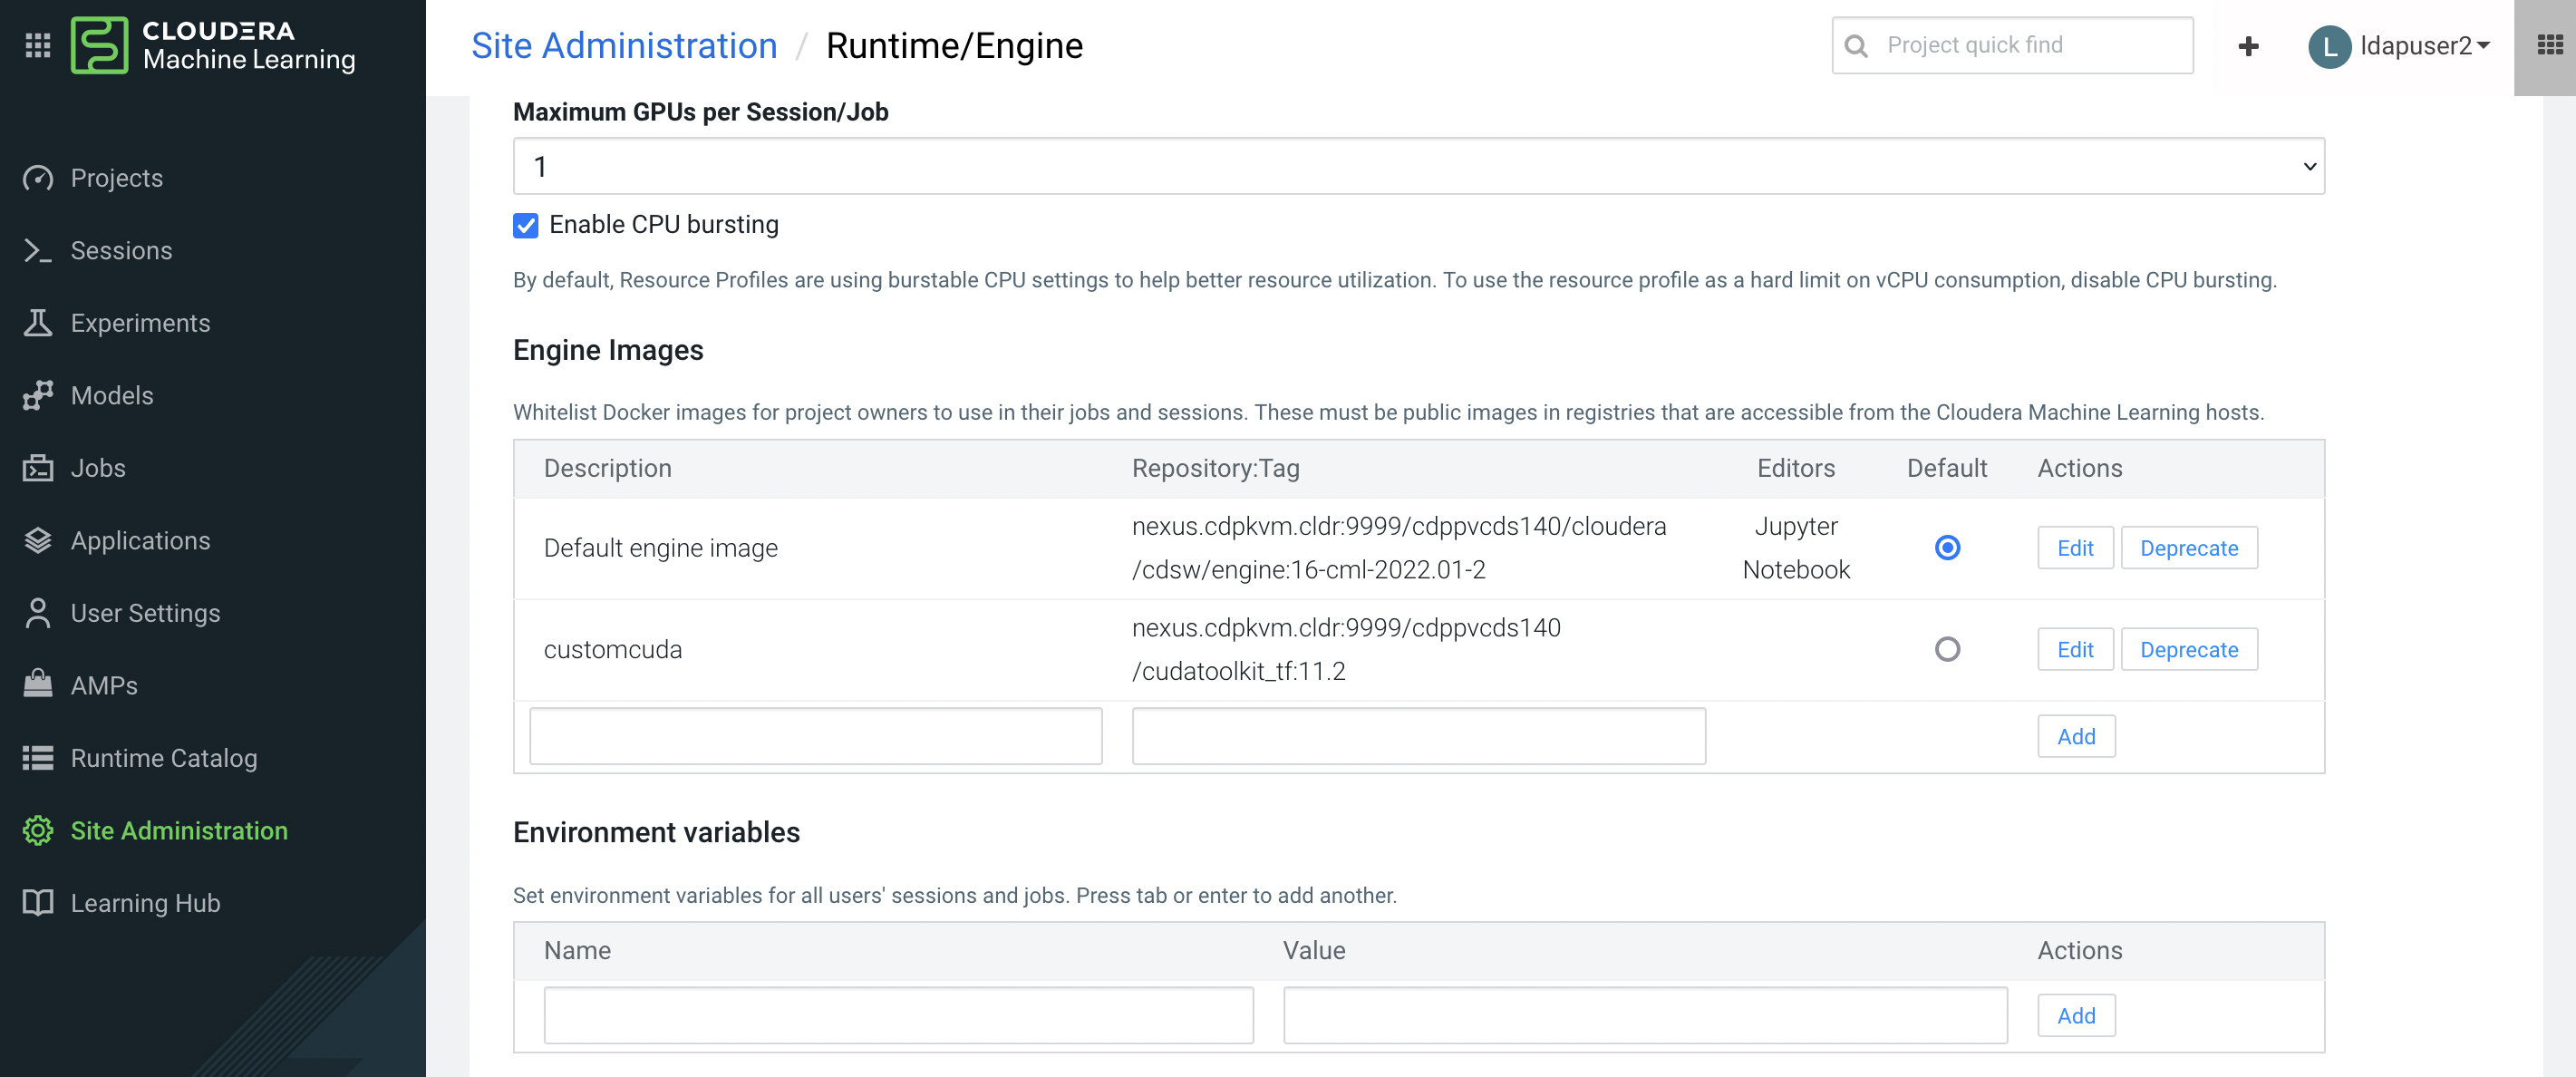 CLOUDERA
Machine Learning
Site Administration / Runtime/Engine
Project quick find
L ldapuser2
Projects
Sessions
Experiments
Models
Jobs
Applications
User Settings
AMPs
Runtime Catalog
Site Administration
Learning Hub
Maximum GPUs per Session/Job
1
Enable CPU bursting
By default, Resource Profiles are using burstable CPU settings to help better resource utilization. To use the resource profile as a hard limit on vCPU consumption, disable CPU bursting.
Engine Images
Whitelist Docker images for project owners to use in their jobs and sessions. These must be public images in registries that are accessible from the Cloudera Machine Learning hosts.
Description Repository:Tag Editors Default Actions
Default engine image
nexus.cdpkvm.cldr:9999/cdppvcds140/cloudera
/cdsw/engine:16-cml-2022.01-2
Jupyter
Notebook
Edit Deprecate
customcuda
nexus.cdpkvm.cldr:9999/cdppvcds140
/cudatoolkit_tf:11.2
Edit Deprecate
Add
Environment variables
Set environment variables for all users' sessions and jobs. Press tab or enter to add another.
Name Value Actions
Add